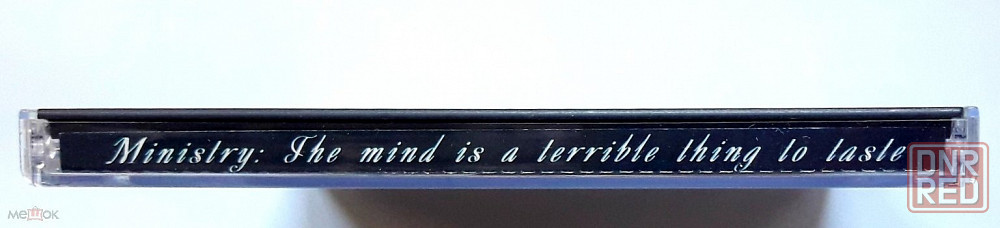 Ministry: The mind is a terrible thing to taste
DNR
RED
мешок